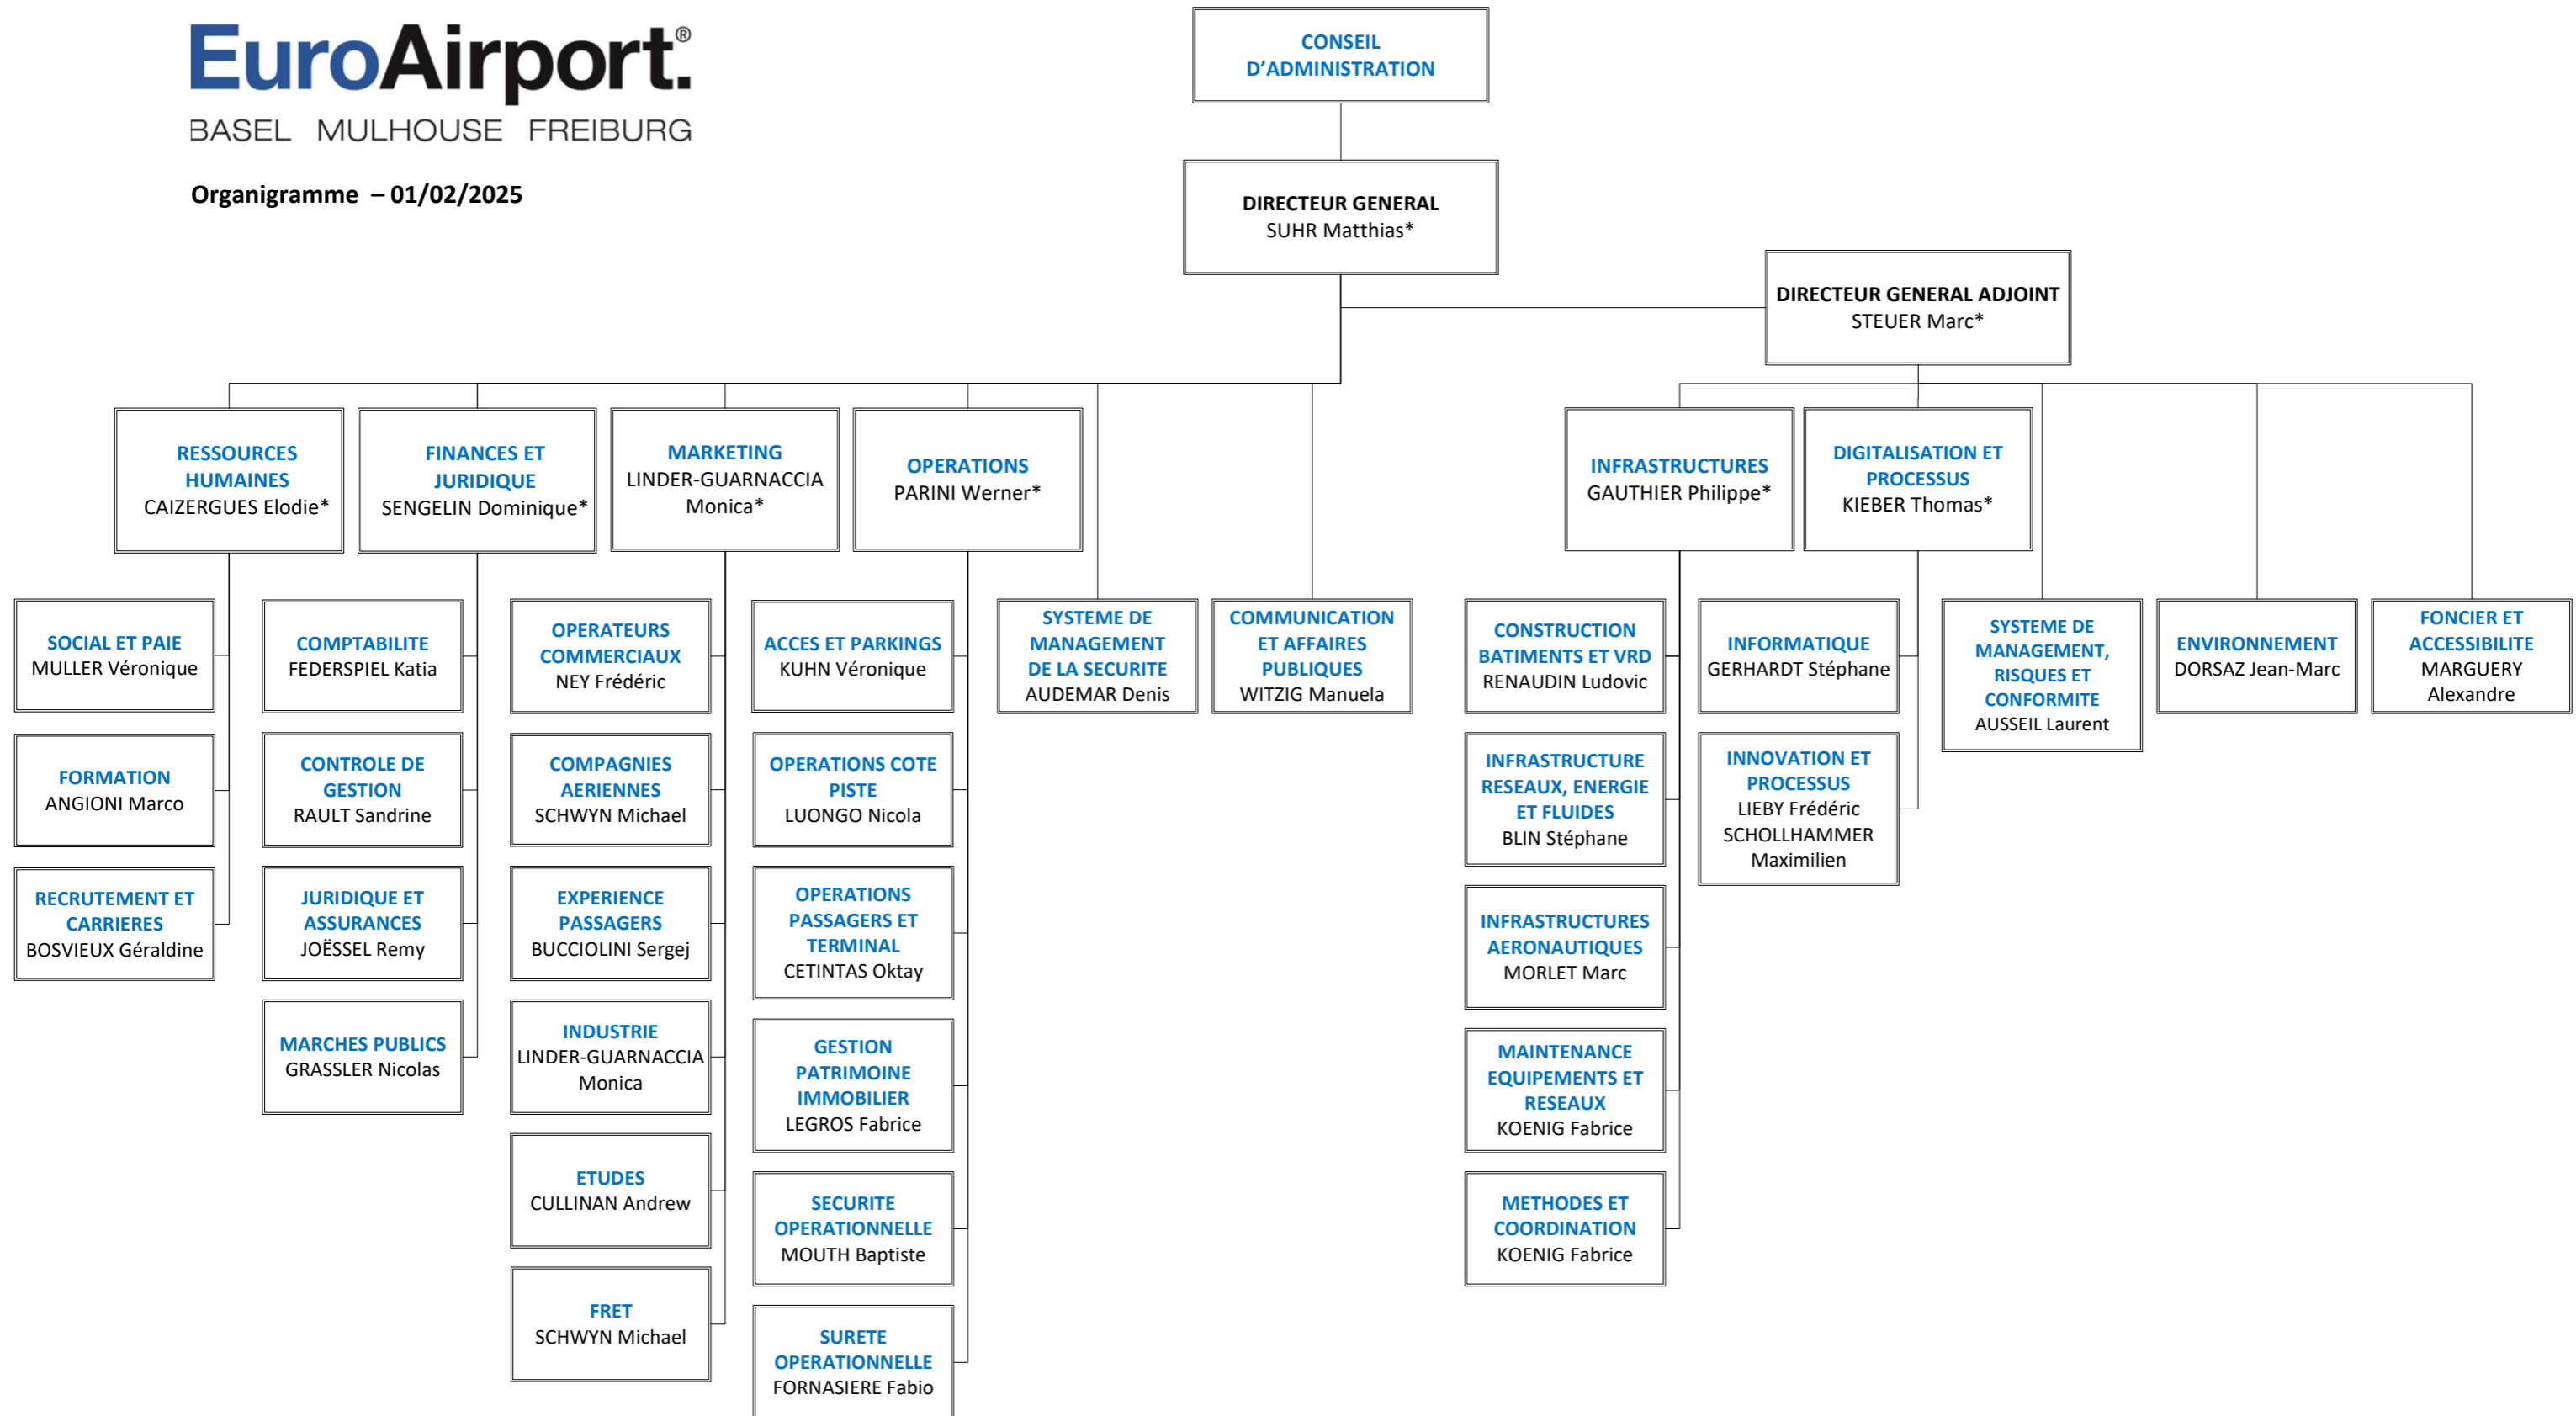 EuroAirport.®
BASEL MULHOUSE FREIBURG
Organigramme – 01/02/2025
CONSEIL
D'ADMINISTRATION
DIRECTEUR GENERAL
SUHR Matthias*
DIRECTEUR GENERAL ADJOINT
STEUER Marc*
RESSOURCES
HUMAINES
CAIZERGUES Elodie*
FINANCES ET
JURIDIQUE
SENGELIN Dominique*
MARKETING
LINDER-GUARNACCIA
Monica*
OPERATIONS
PARINI Werner*
INFRASTRUCTURES
GAUTHIER Philippe*
DIGITALISATION ET
PROCESSUS
KIEBER Thomas*
SOCIAL ET PAIE
MULLER Véronique
FORMATION
ANGIONI Marco
RECRUTEMENT ET
CARRIERES
BOSVIEUX Géraldine
COMPTABILITE
FEDERSPIEL Katia
CONTROLE DE
GESTION
RAULT Sandrine
JURIDIQUE ET
ASSURANCES
JOËSSEL Remy
MARCHES PUBLICS
GRASSLER Nicolas
OPERATEURS
COMMERCIAUX
NEY Frédéric
COMPAGNIES
AERIENNES
SCHWYN Michael
EXPERIENCE
PASSAGERS
BUCCIOLINI Sergej
INDUSTRIE
LINDER-GUARNACCIA
Monica
ETUDES
CULLINAN Andrew
FRET
SCHWYN Michael
ACCES ET PARKINGS
KUHN Véronique
OPERATIONS COTE
PISTE
LUONGO Nicola
OPERATIONS
PASSAGERS ET
TERMINAL
CETINTAS Oktay
GESTION
PATRIMOINE
IMMOBILIER
LEGROS Fabrice
SECURITE
OPERATIONNELLE
MOUTH Baptiste
SURETE
OPERATIONNELLE
FORNASIERE Fabio
SYSTEME DE
MANAGEMENT
DE LA SECURITE
AUDEMAR Denis
COMMUNICATION
ET AFFAIRES
PUBLIQUES
WITZIG Manuela
CONSTRUCTION
BATIMENTS ET VRD
RENAUDIN Ludovic
INFRASTRUCTURE
RESEAUX, ENERGIE
ET FLUIDES
BLIN Stéphane
INFRASTRUCTURES
AERONAUTIQUES
MORLET Marc
MAINTENANCE
EQUIPEMENTS ET
RESEAUX
KOENIG Fabrice
METHODES ET
COORDINATION
KOENIG Fabrice
INFORMATIQUE
GERHARDT Stéphane
INNOVATION ET
PROCESSUS
LIEBY Frédéric
SCHOLLHAMMER
Maximilien
SYSTEME DE
MANAGEMENT,
RISQUES ET
CONFORMITE
AUSSEIL Laurent
ENVIRONNEMENT
DORSAZ Jean-Marc
FONCIER ET
ACCESSIBILITE
MARGUERY
Alexandre